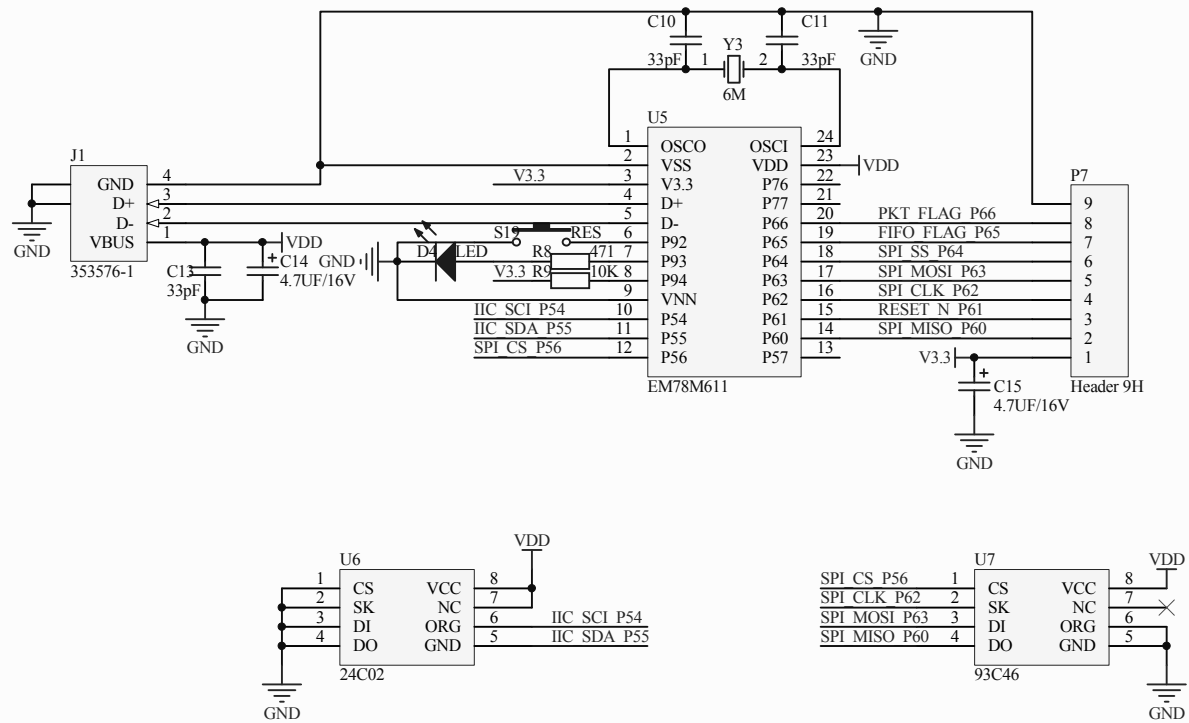 C10
C11
33pF
1
Y3
2
33pF
6M
GND
U5
1
OSCO
OSCI
24
2
VSS
VDD
23
VDD
V3.3
3
V3.3
P76
22
4
D+
P77
21
5
D-
P66
20
PKT_FLAG_P66
S19
RES
6
P92
P65
19
FIFO_FLAG_P65
D4
LED
R8
471
7
P93
P64
18
SPI_SS_P64
V3.3
R9
10K
8
P94
P63
17
SPI_MOSI_P63
GND
9
VNN
P62
16
SPI_CLK_P62
IIC_SCI_P54
10
P54
P61
15
RESET_N_P61
IIC_SDA_P55
11
P55
P60
14
SPI_MISO_P60
SPI_CS_P56
12
P56
P57
13
EM78M611
J1
GND
4
D+
3
D-
2
VBUS
1
353576-1
GND
VDD
C13
33pF
+
C14
4.7UF/16V
GND
P7
9
8
7
6
5
4
3
2
1
Header 9H
V3.3
+
C15
4.7UF/16V
GND
U6
VDD
1
CS
VCC
8
2
SK
NC
7
3
DI
ORG
6
IIC_SCI_P54
4
DO
GND
5
IIC_SDA_P55
24C02
GND
U7
VDD
SPI_CS_P56
1
CS
VCC
8
SPI_CLK_P62
2
SK
NC
7
SPI_MOSI_P63
3
DI
ORG
6
SPI_MISO_P60
4
DO
GND
5
93C46
GND